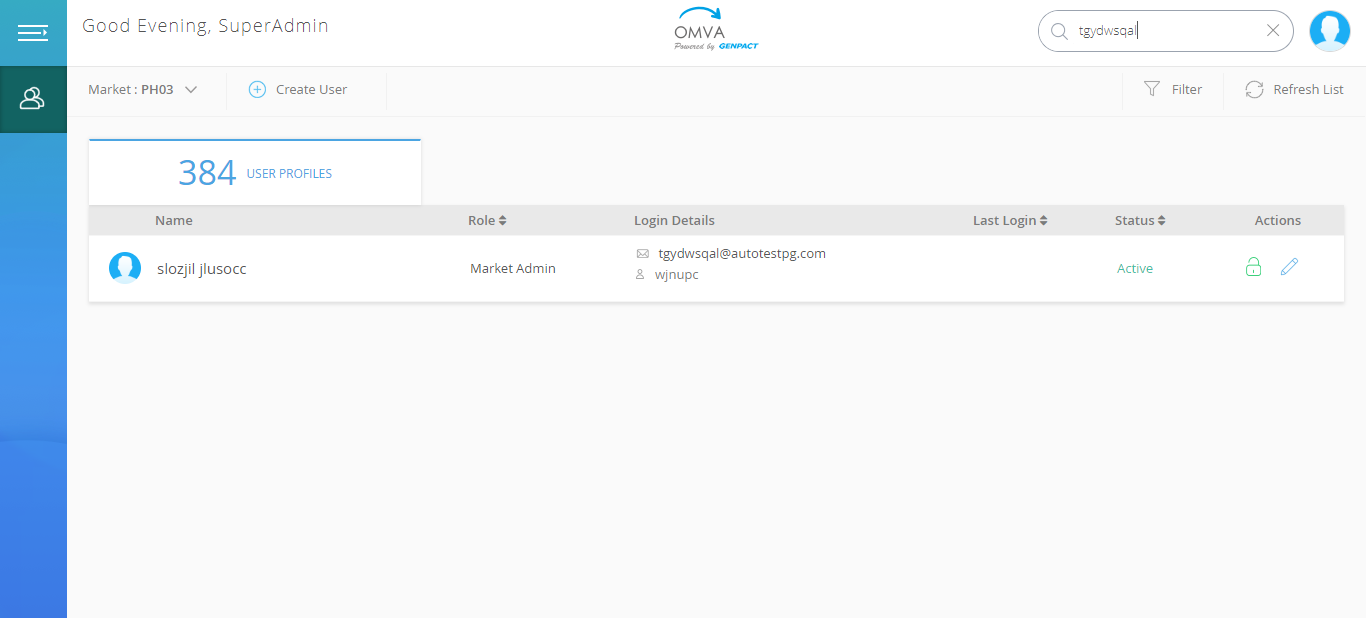 Good Evening, SuperAdmin
OMVA
Powered by GENPACT
tgydwsqal
Market : PH03
Create User
Filter
Refresh List
384 USER PROFILES
Name Role Login Details Last Login Status Actions
slozjil jlusocc Market Admin tgydwsqal@autotestpg.com Active
wjnupc